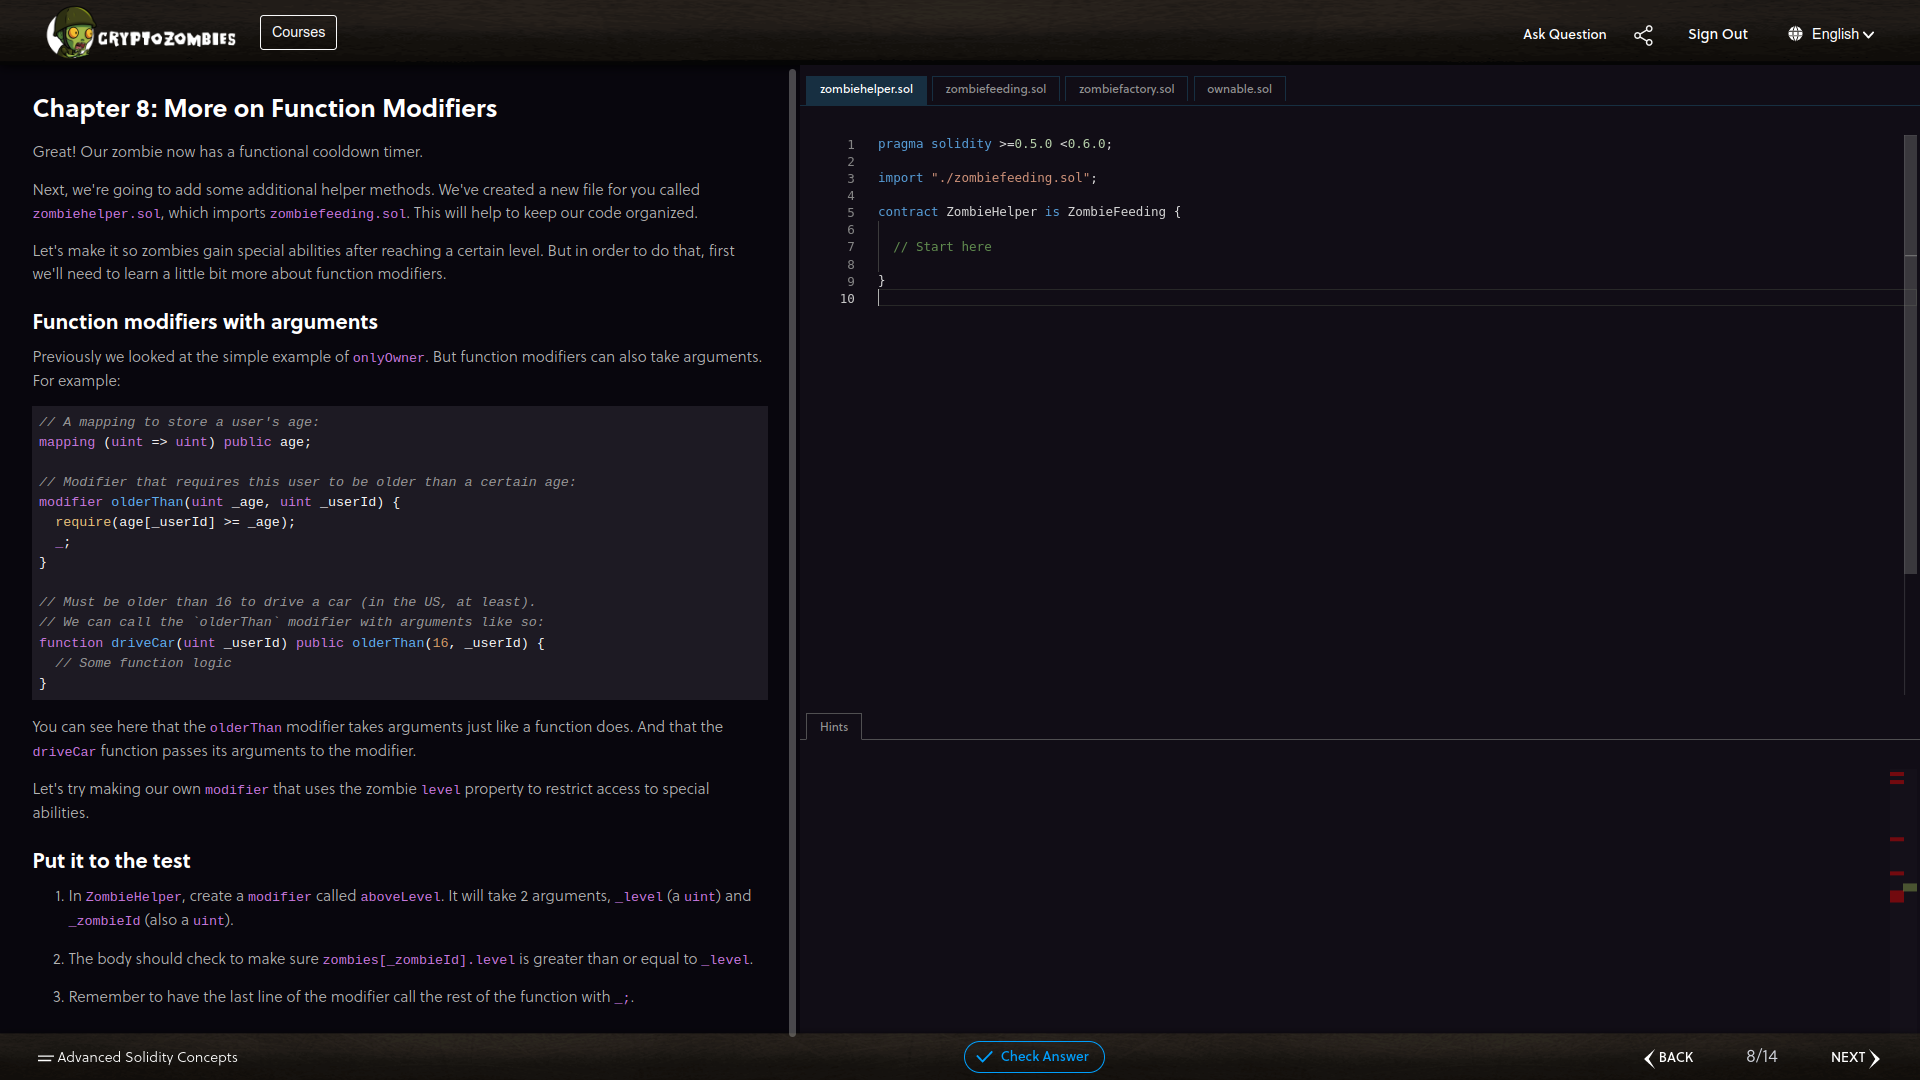 CRYPTOZOMBIES
Courses
Ask Question
Sign Out
English
Chapter 8: More on Function Modifiers
Great! Our zombie now has a functional cooldown timer.
Next, we're going to add some additional helper methods. We've created a new file for you called
zombiehelper.sol, which imports zombiefeeding.sol. This will help to keep our code organized.
Let's make it so zombies gain special abilities after reaching a certain level. But in order to do that, first
we'll need to learn a little bit more about function modifiers.
Function modifiers with arguments
Previously we looked at the simple example of onlyOwner. But function modifiers can also take arguments.
For example:
// A mapping to store a user's age:
mapping (uint => uint) public age;
// Modifier that requires this user to be older than a certain age:
modifier olderThan(uint _age, uint _userId) {
  require(age[_userId] >= _age);
  _;
}
// Must be older than 16 to drive a car (in the US, at least).
// We can call the `olderThan` modifier with arguments like so:
function driveCar(uint _userId) public olderThan(16, _userId) {
  // Some function logic
}
You can see here that the olderThan modifier takes arguments just like a function does. And that the
driveCar function passes its arguments to the modifier.
Let's try making our own modifier that uses the zombie level property to restrict access to special
abilities.
Put it to the test
1. In ZombieHelper, create a modifier called aboveLevel. It will take 2 arguments, _level (a uint) and
_zombieId (also a uint).
2. The body should check to make sure zombies[_zombieId].level is greater than or equal to _level.
3. Remember to have the last line of the modifier call the rest of the function with _;.
zombiehelper.sol
zombiefeeding.sol
zombiefactory.sol
ownable.sol
1 pragma solidity >=0.5.0 <0.6.0;
2
3 import "./zombiefeeding.sol";
4
5 contract ZombieHelper is ZombieFeeding {
6
7   // Start here
8
9 }
10
Hints
Advanced Solidity Concepts
Check Answer
BACK
8/14
NEXT